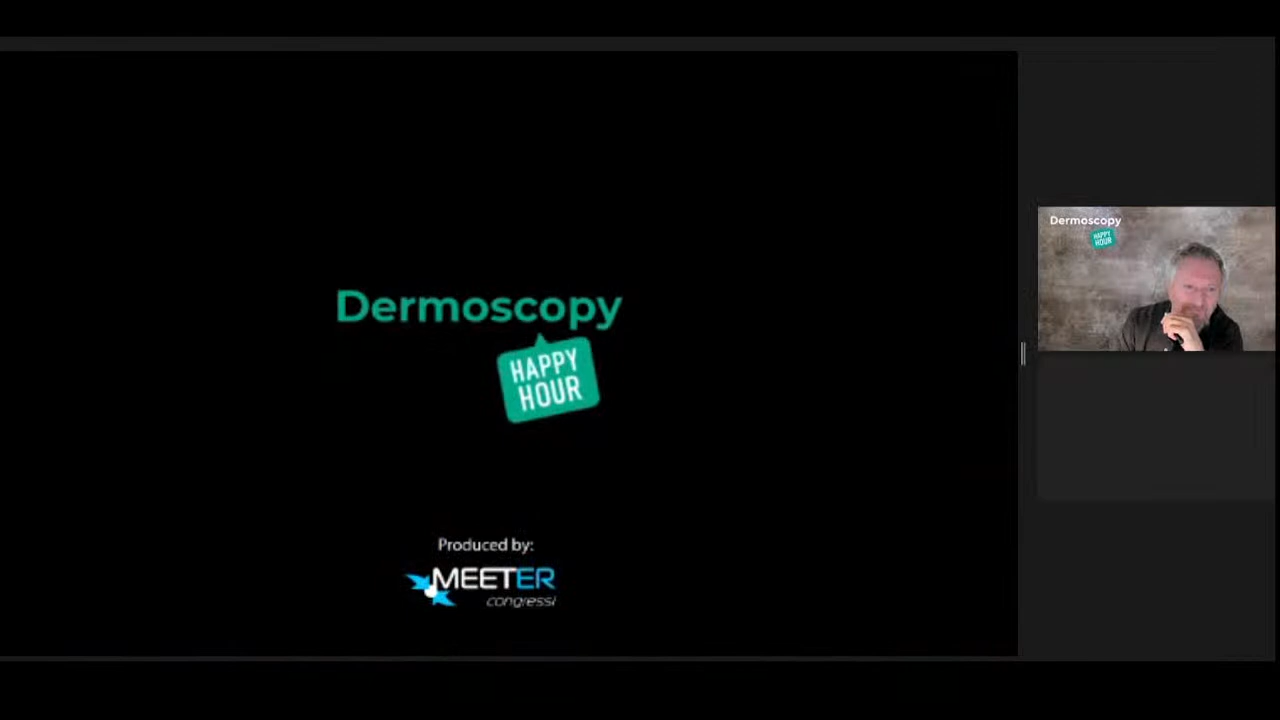 Dermoscopy
HAPPY
HOUR
Produced by:
MEETER
congressi
Dermoscopy
HAPPY
HOUR